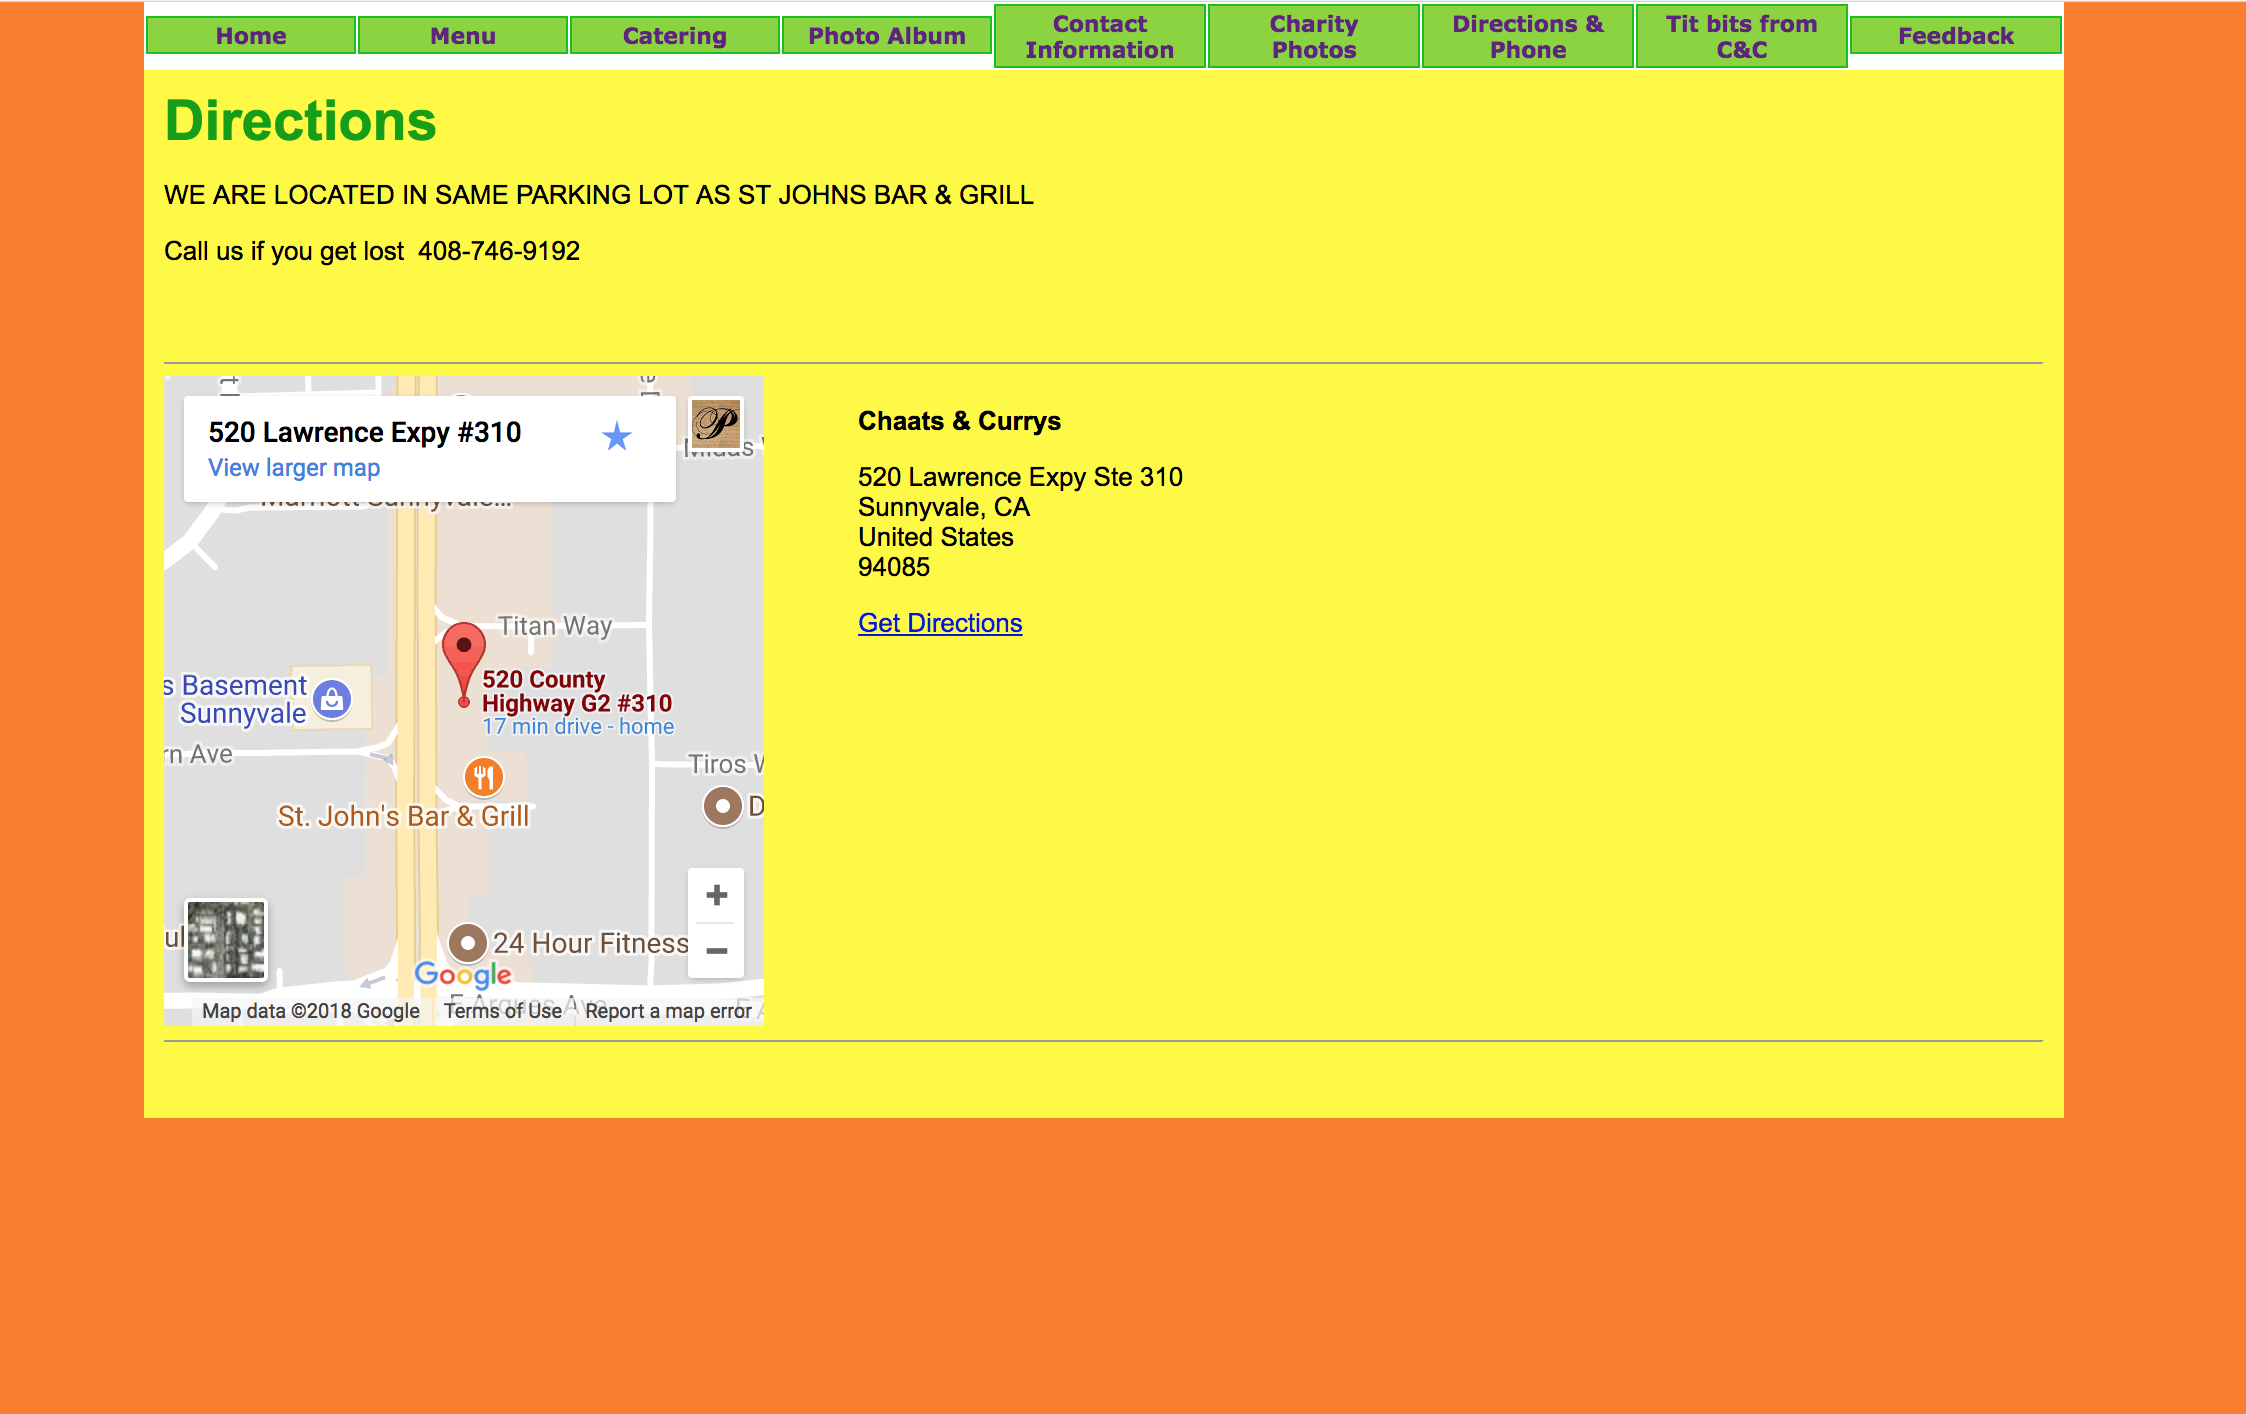 Home
Menu
Catering
Photo Album
Contact
Information
Charity
Photos
Directions &
Phone
Tit bits from
C&C
Feedback
Directions
WE ARE LOCATED IN SAME PARKING LOT AS ST JOHNS BAR & GRILL
Call us if you get lost  408-746-9192
520 Lawrence Expy #310
View larger map
P
Marriott Sunnyvale...
Titan Way
s Basement
Sunnyvale
520 County
Highway G2 #310
17 min drive - home
rn Ave
Tiros W
D
St. John's Bar & Grill
24 Hour Fitness
+
−
Google
E Arques Ave
Map data ©2018 Google
Terms of Use
Report a map error
Chaats & Currys
520 Lawrence Expy Ste 310
Sunnyvale, CA
United States
94085
Get Directions